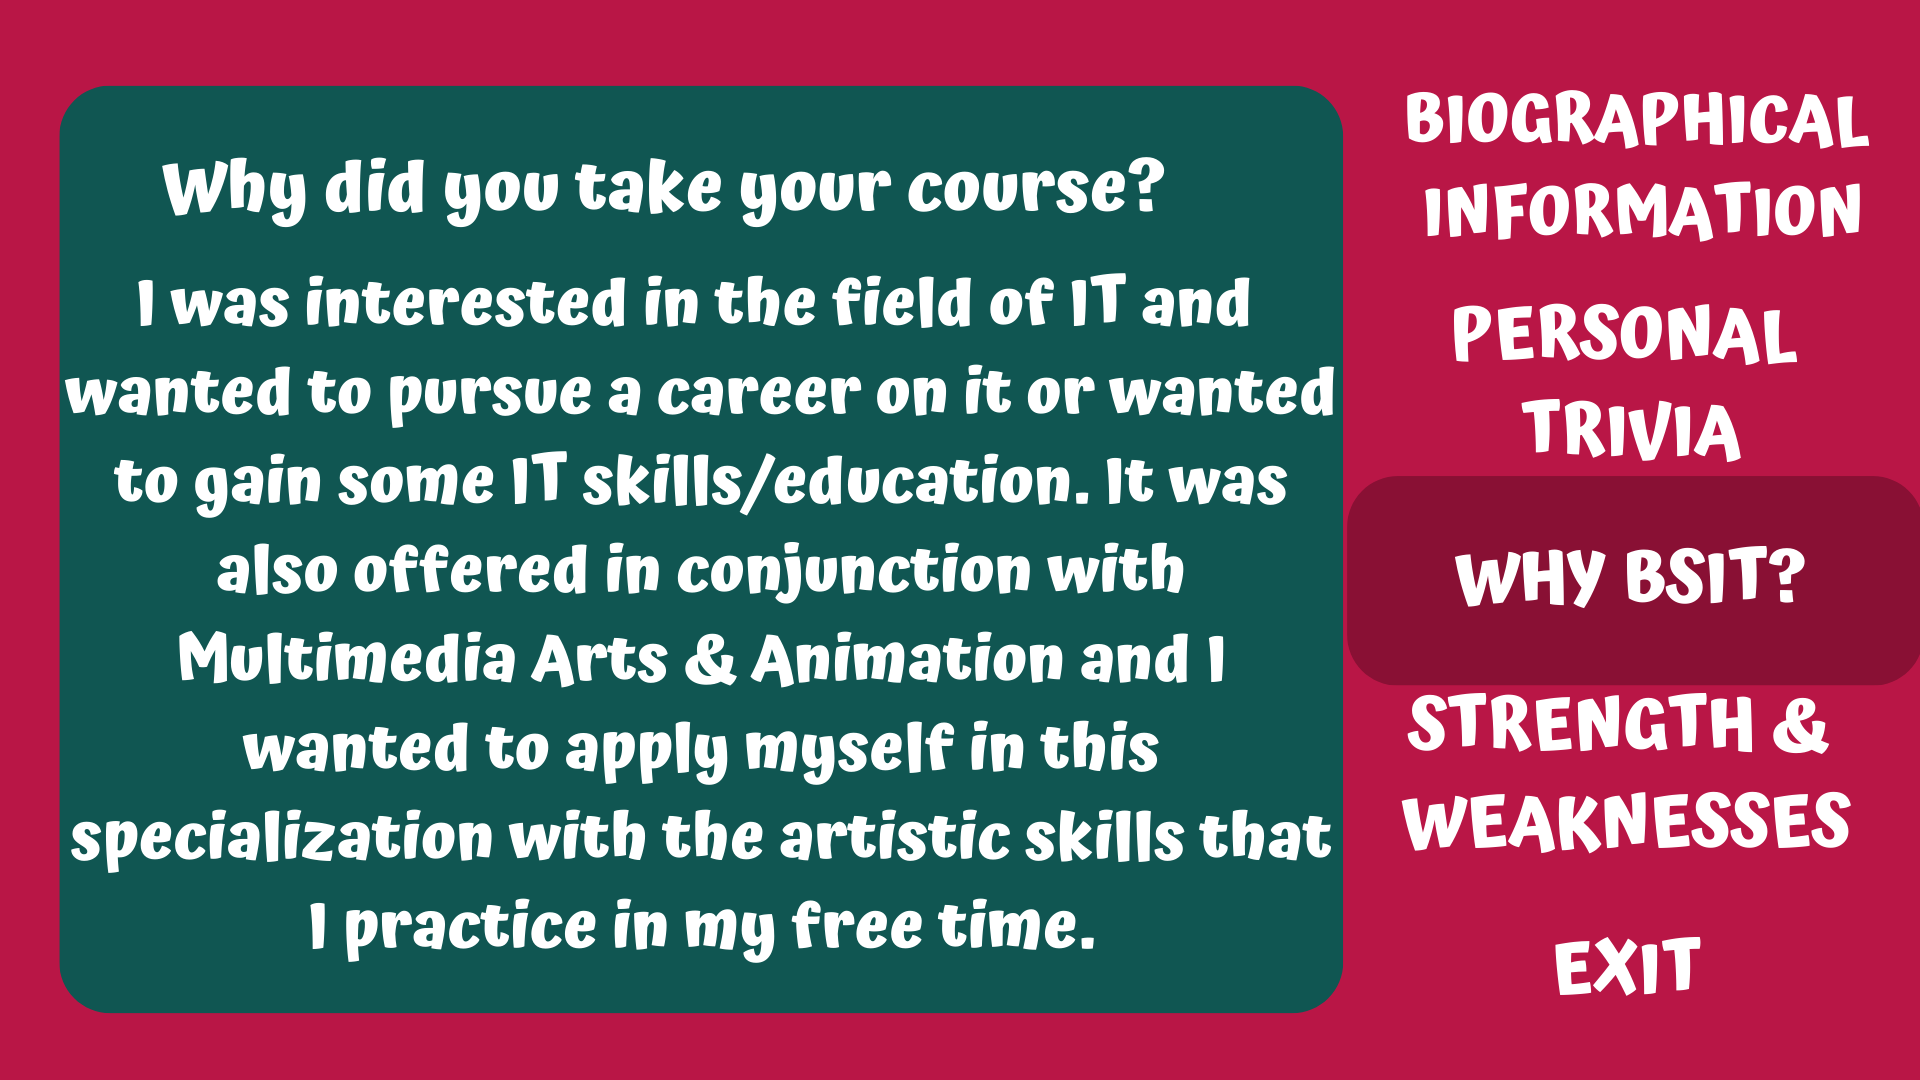 Why did you take your course?
I was interested in the field of IT and
wanted to pursue a career on it or wanted
to gain some IT skills/education. It was
also offered in conjunction with
Multimedia Arts & Animation and I
wanted to apply myself in this
specialization with the artistic skills that
I practice in my free time.
BIOGRAPHICAL
INFORMATION
PERSONAL
TRIVIA
WHY BSIT?
STRENGTH &
WEAKNESSES
EXIT